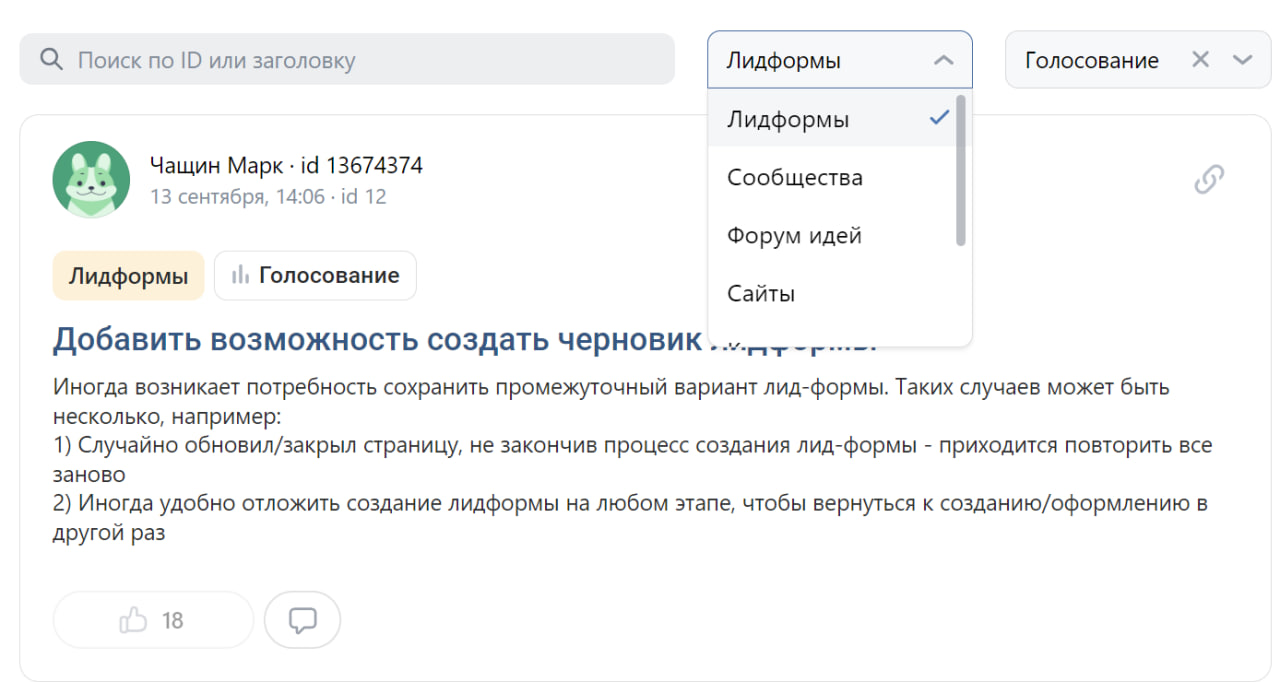 Поиск по ID или заголовку
Лидформы
Голосование
Лидформы
Сообщества
Форум идей
Сайты
Чащин Марк · id 13674374
13 сентября, 14:06 · id 12
Лидформы
Голосование
Добавить возможность создать черновик
Иногда возникает потребность сохранить промежуточный вариант лид-формы. Таких случаев может быть
несколько, например:
1) Случайно обновил/закрыл страницу, не закончив процесс создания лид-формы - приходится повторить все
заново
2) Иногда удобно отложить создание лидформы на любом этапе, чтобы вернуться к созданию/оформлению в
другой раз
18